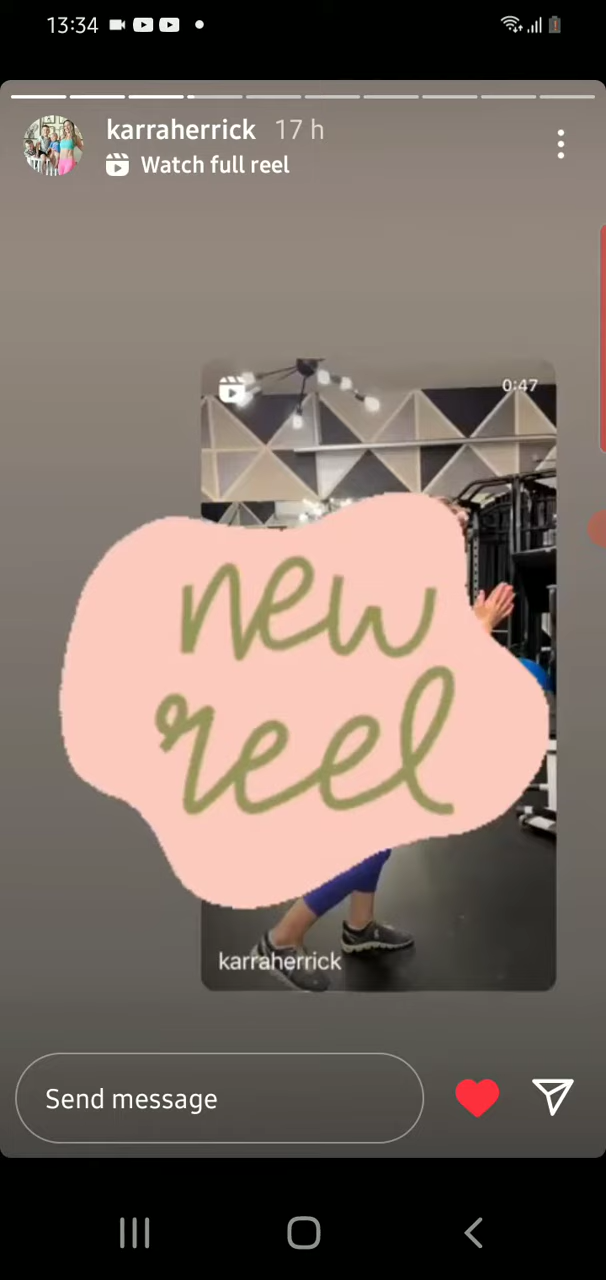 13:34
karraherrick 17 h
Watch full reel
0:47
new
reel
karraherrick
Send message